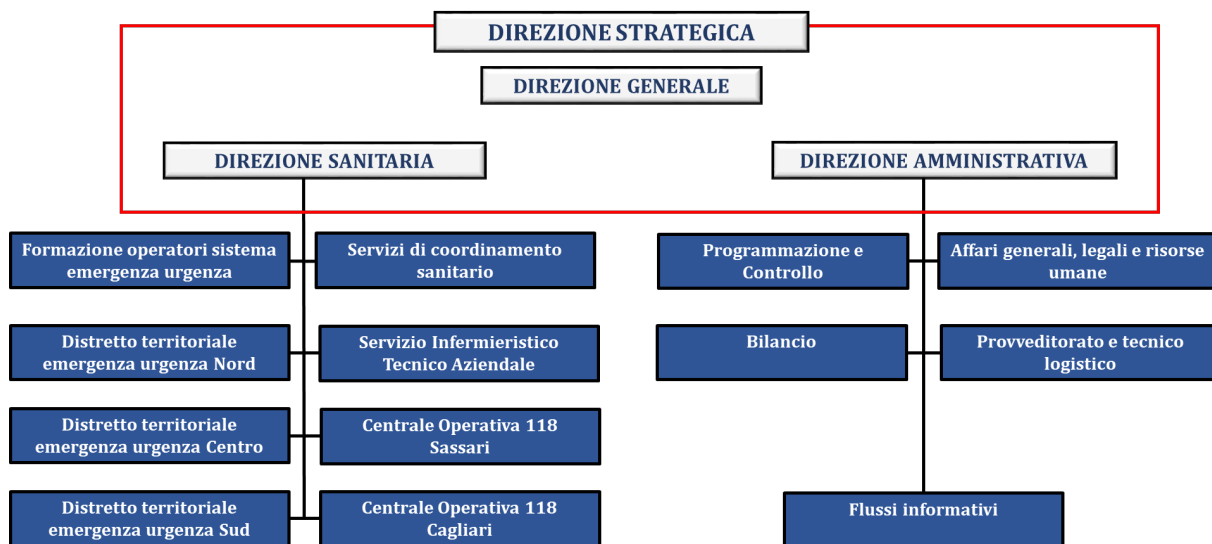 DIREZIONE STRATEGICA
DIREZIONE GENERALE
DIREZIONE SANITARIA
DIREZIONE AMMINISTRATIVA
Formazione operatori sistema
emergenza urgenza
Servizi di coordinamento
sanitario
Programmazione e
Controllo
Affari generali, legali e risorse
umane
Distretto territoriale
emergenza urgenza Nord
Servizio Infermieristico
Tecnico Aziendale
Bilancio
Provveditorato e tecnico
logistico
Distretto territoriale
emergenza urgenza Centro
Centrale Operativa 118
Sassari
Distretto territoriale
emergenza urgenza Sud
Centrale Operativa 118
Cagliari
Flussi informativi